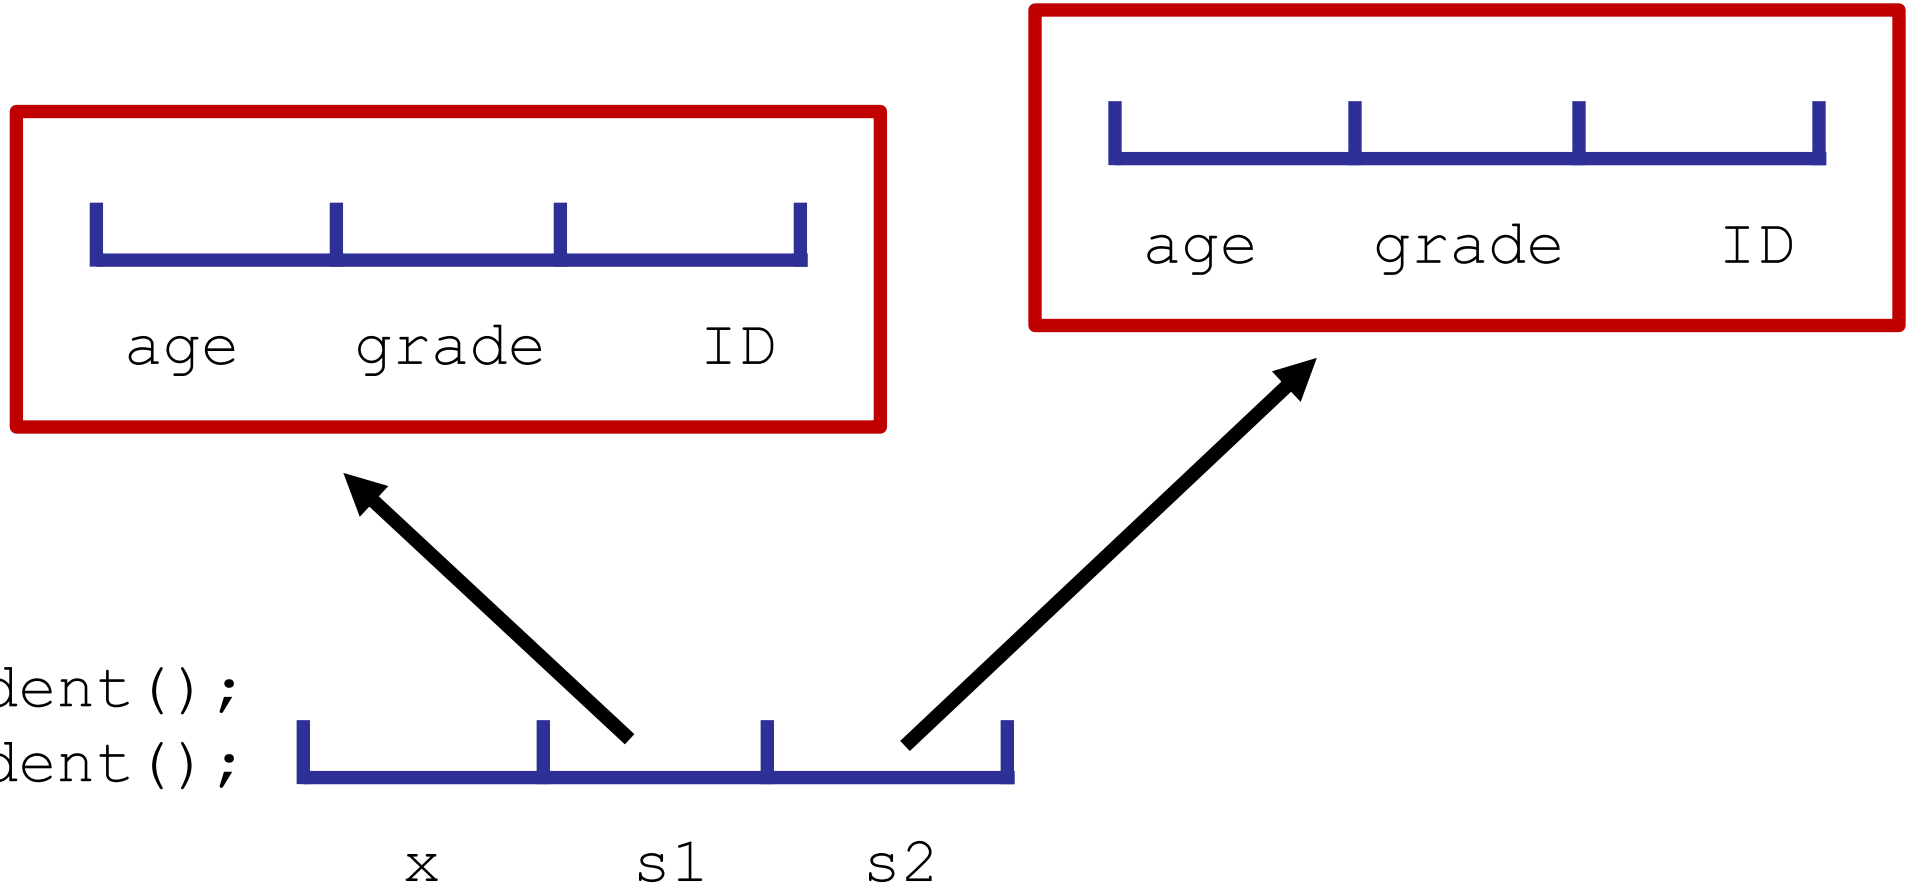 age grade ID
age grade ID
dent();
dent();
x s1 s2